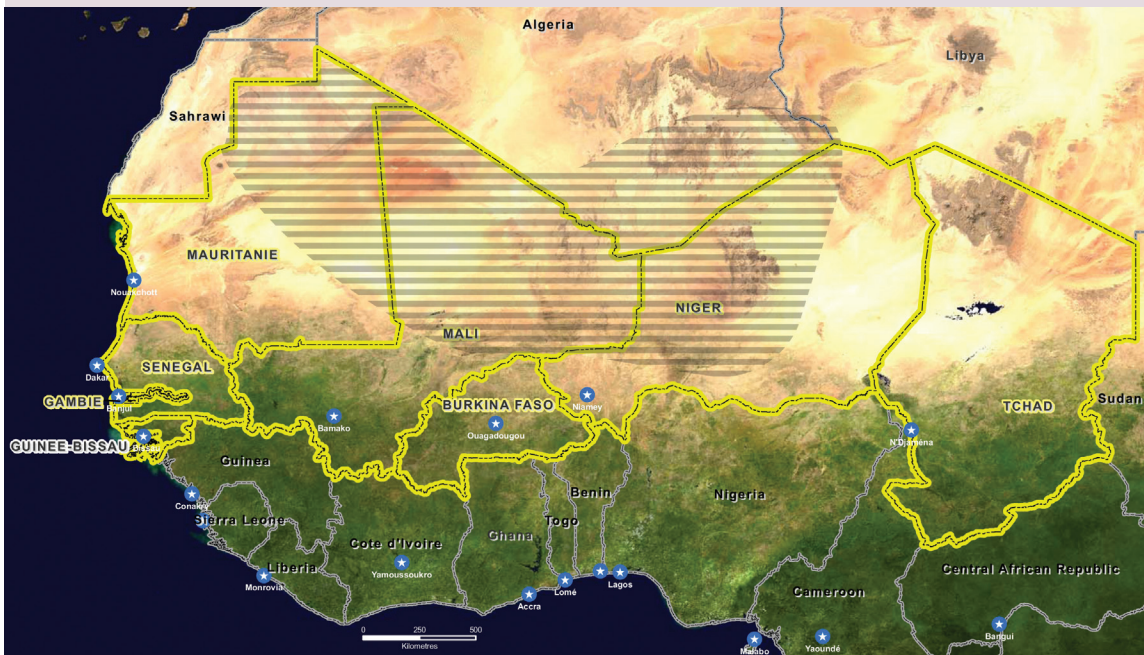 Algeria
Libya
Sahrawi
MAURITANIE
Nouakchott
NIGER
MALI
SENEGAL
Dakar
GAMBIE
Banjul
BURKINA FASO
Niamey
TCHAD
Sudan
Bamako
Ouagadougou
N'Djaména
GUINEE-BISSAU
Guinea
Benin
Nigeria
Conakry
Sierra Leone
Togo
Ghana
Cote d'Ivoire
Yamoussoukro
Liberia
Monrovia
Lomé
Lagos
Accra
Central African Republic
Cameroon
Bangui
0 250 500
Kilometres
Malabo
Yaoundé